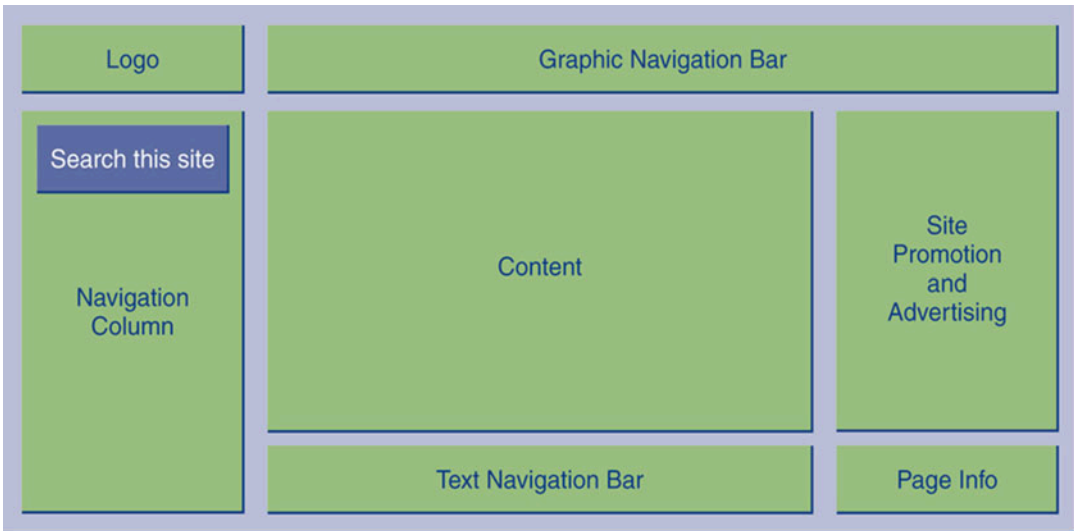 Logo
Graphic Navigation Bar
Search this site
Navigation
Column
Content
Site
Promotion
and
Advertising
Text Navigation Bar
Page Info